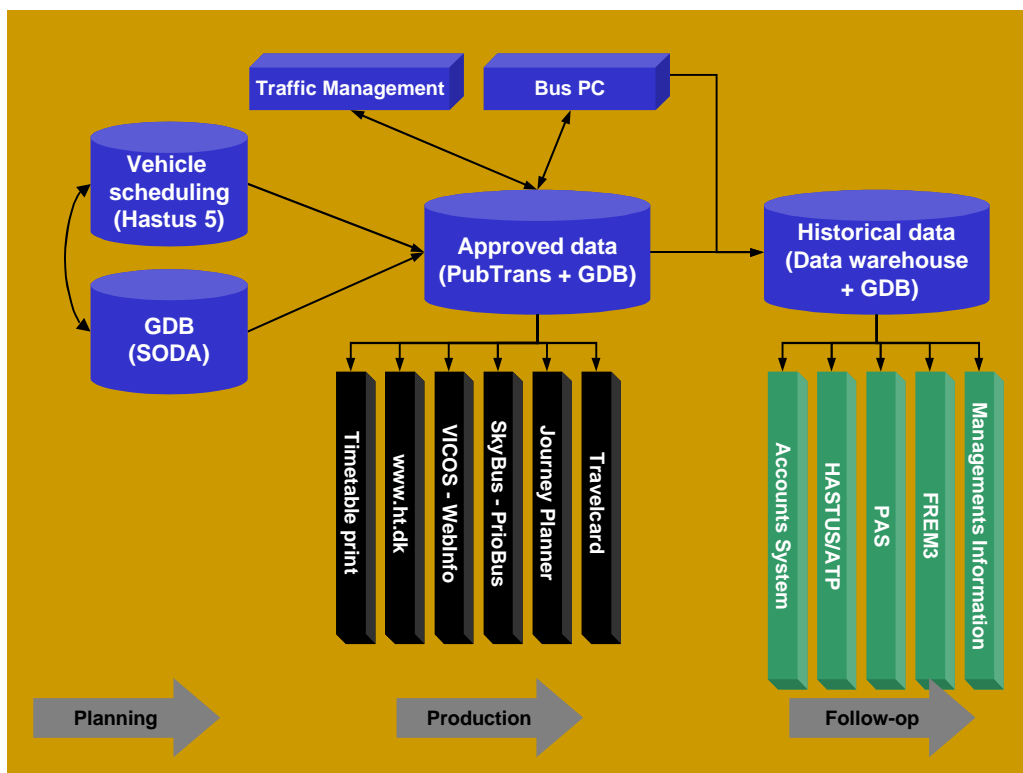 Traffic Management
Bus PC
Vehicle
scheduling
(Hastus 5)
GDB
(SODA)
Approved data
(PubTrans + GDB)
Historical data
(Data warehouse
+ GDB)
Timetable print
www.ht.dk
VICOS - WebInfo
SkyBus - PrioBus
Journey Planner
Travelcard
Accounts System
HASTUS/ATP
PAS
FREM3
Managements Information
Planning
Production
Follow-op